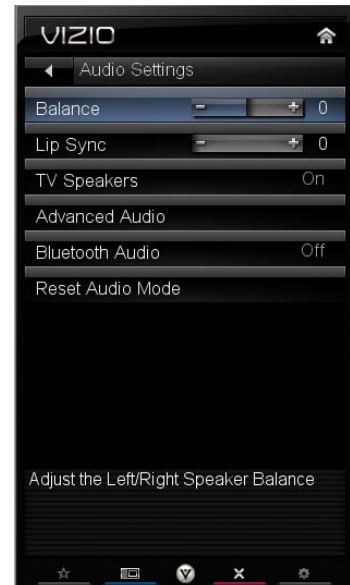 VIZIO
Audio Settings
Balance - + 0
Lip Sync - + 0
TV Speakers On
Advanced Audio
Bluetooth Audio Off
Reset Audio Mode
Adjust the Left/Right Speaker Balance
V